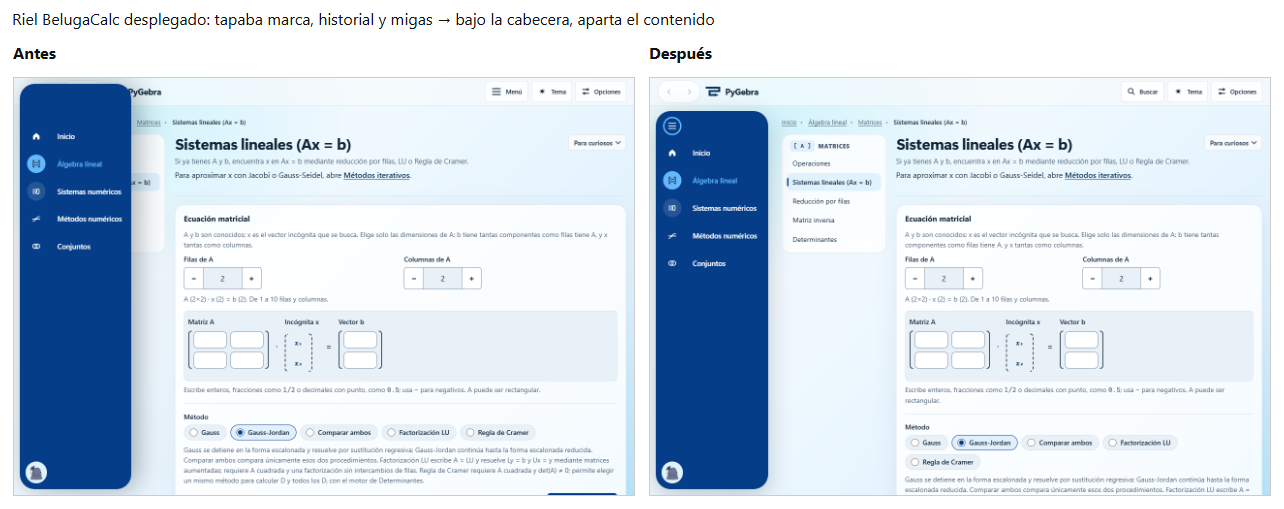 Riel BelugaCalc desplegado: tapaba marca, historial y migas → bajo la cabecera, aparta el contenido
Antes
PyGebra
Menú
Tema
Opciones
Inicio
Álgebra lineal
Sistemas numéricos
Métodos numéricos
Conjuntos
Matrices › Sistemas lineales (Ax = b)
x = b)
Sistemas lineales (Ax = b)
Para curiosos
Si ya tienes A y b, encuentra x en Ax = b mediante reducción por filas, LU o Regla de Cramer.
Para aproximar x con Jacobi o Gauss-Seidel, abre Métodos iterativos.
Ecuación matricial
A y b son conocidos; x es el vector incógnita que se busca. Elige solo las dimensiones de A: b tiene tantas componentes como filas tiene A, y x
tantas como columnas.
Filas de A
Columnas de A
− 2 +
− 2 +
A (2×2) · x (2) = b (2). De 1 a 10 filas y columnas.
Matriz A
Incógnita x
Vector b
· x₁ x₂ =
Escribe enteros, fracciones como 1/2 o decimales con punto, como 0.5; usa − para negativos. A puede ser rectangular.
Método
Gauss
Gauss-Jordan
Comparar ambos
Factorización LU
Regla de Cramer
Gauss se detiene en la forma escalonada y resuelve por sustitución regresiva; Gauss-Jordan continúa hasta la forma escalonada reducida.
Comparar ambos compara únicamente esos dos procedimientos. Factorización LU escribe A = LU y resuelve Ly = b y Ux = y mediante matrices
aumentadas; requiere A cuadrada y una factorización sin intercambios de filas. Regla de Cramer requiere A cuadrada y det(A) ≠ 0; permite elegir
un mismo método para calcular D y todos los Dᵢ con el motor de Determinantes.
Después
PyGebra
Buscar
Tema
Opciones
Inicio
Álgebra lineal
Sistemas numéricos
Métodos numéricos
Conjuntos
Inicio › Álgebra lineal › Matrices › Sistemas lineales (Ax = b)
[ A ] MATRICES
Operaciones
Sistemas lineales (Ax = b)
Reducción por filas
Matriz inversa
Determinantes
Sistemas lineales (Ax = b)
Para curiosos
Si ya tienes A y b, encuentra x en Ax = b mediante reducción por filas, LU o Regla de Cramer.
Para aproximar x con Jacobi o Gauss-Seidel, abre Métodos iterativos.
Ecuación matricial
A y b son conocidos; x es el vector incógnita que se busca. Elige solo las dimensiones de A: b tiene tantas
componentes como filas tiene A, y x tantas como columnas.
Filas de A
Columnas de A
− 2 +
− 2 +
A (2×2) · x (2) = b (2). De 1 a 10 filas y columnas.
Matriz A
Incógnita x
Vector b
· x₁ x₂ =
Escribe enteros, fracciones como 1/2 o decimales con punto, como 0.5; usa − para negativos. A puede ser
rectangular.
Método
Gauss
Gauss-Jordan
Comparar ambos
Factorización LU
Regla de Cramer
Gauss se detiene en la forma escalonada y resuelve por sustitución regresiva; Gauss-Jordan continúa hasta la forma
escalonada reducida. Comparar ambos compara únicamente esos dos procedimientos. Factorización LU escribe A =